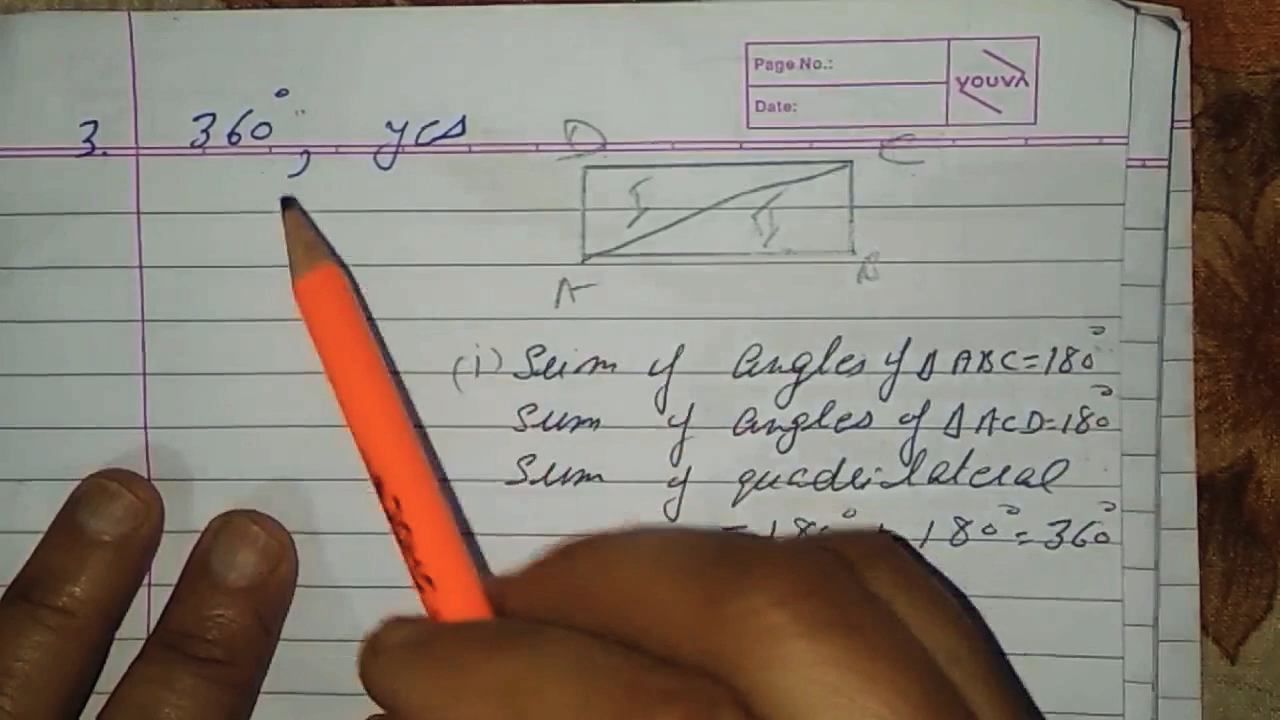 Page No.:
Date:
YOUVA
3. 360°, yes
D C
I II
A B
(i) Sum of angles of Δ ABC=180°
Sum of angles of Δ ACD=180°
Sum of quadrilateral
= 180° + 180° = 360°